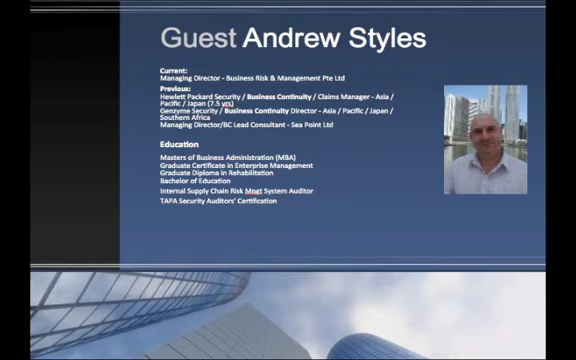 Guest Andrew Styles
Current:
Managing Director - Business Risk & Management Pte Ltd
Previous:
Hewlett Packard Security / Business Continuity / Claims Manager - Asia /
Pacific / Japan (7.5 yrs)
Genzyme Security / Business Continuity Director - Asia / Pacific / Japan /
Southern Africa
Managing Director/BC Lead Consultant - Sea Point Ltd
Education
Masters of Business Administration (MBA)
Graduate Certificate in Enterprise Management
Graduate Diploma in Rehabilitation
Bachelor of Education
Internal Supply Chain Risk Mngt System Auditor
TAPA Security Auditors' Certification